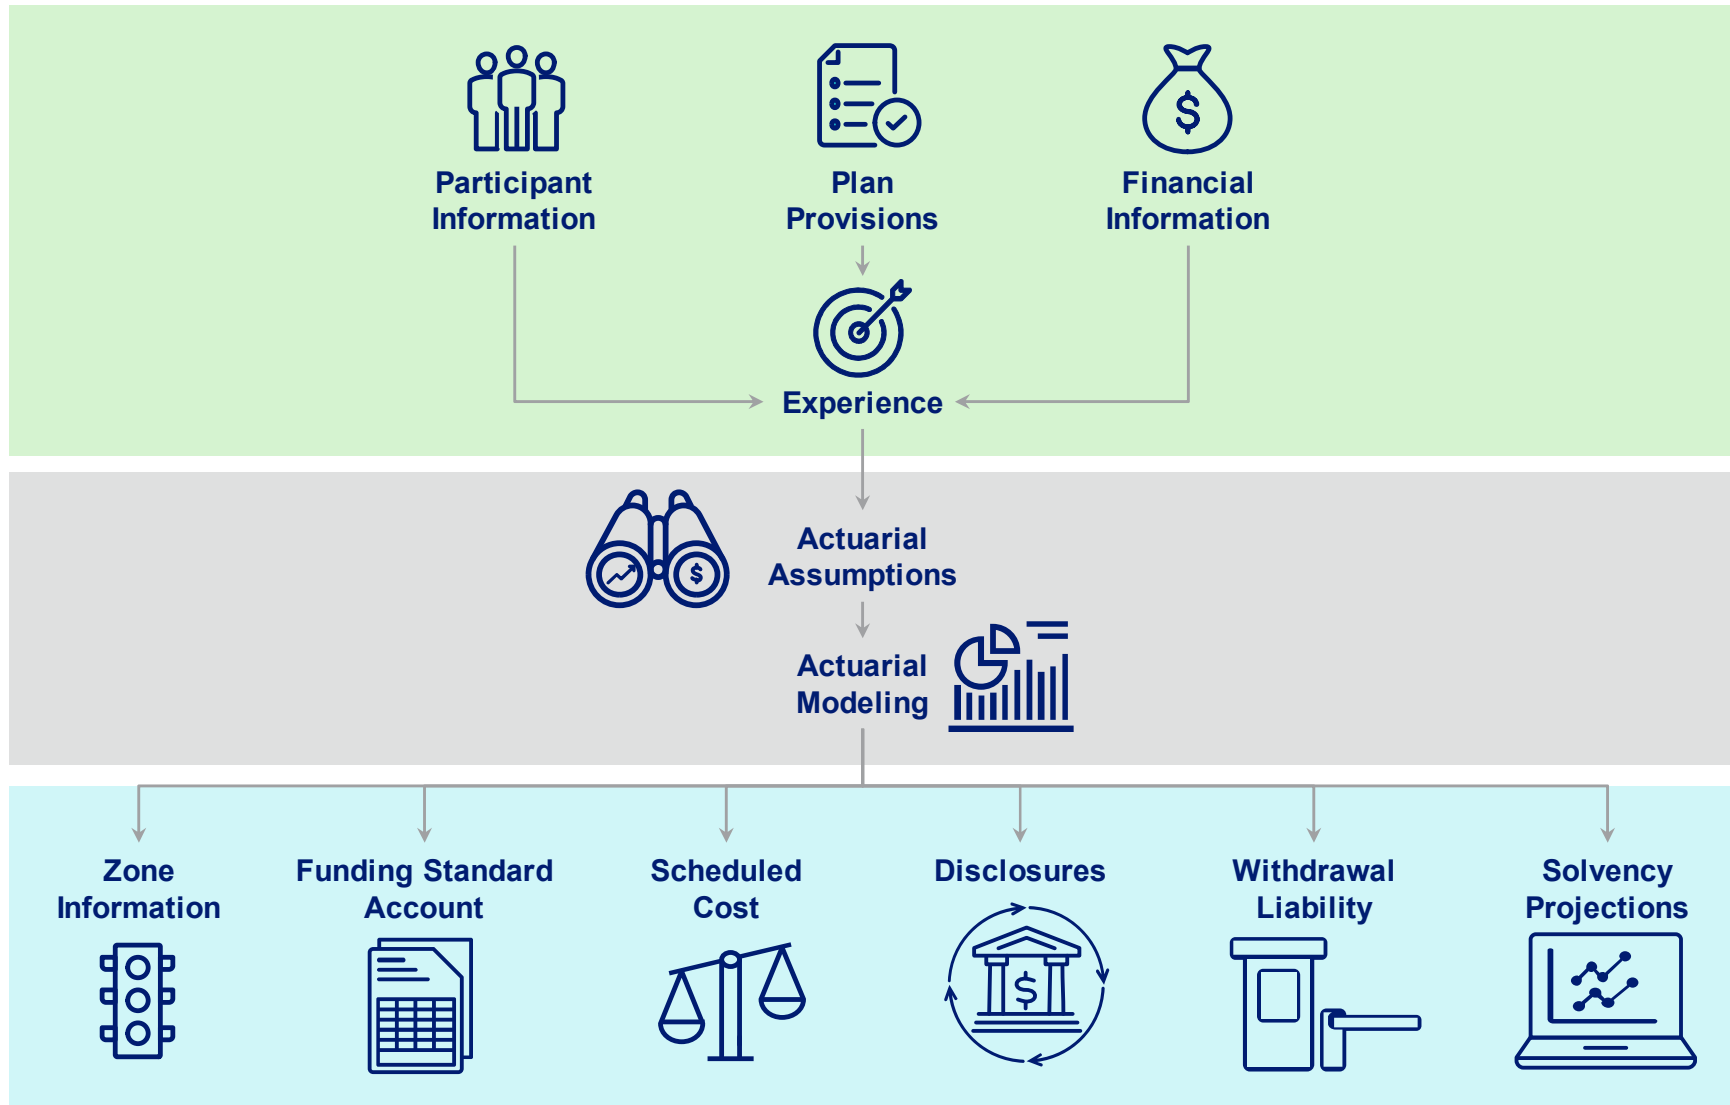 Participant
Information
Plan
Provisions
Financial
Information
Experience
Actuarial
Assumptions
Actuarial
Modeling
Zone
Information
Funding Standard
Account
Scheduled
Cost
Disclosures
Withdrawal
Liability
Solvency
Projections